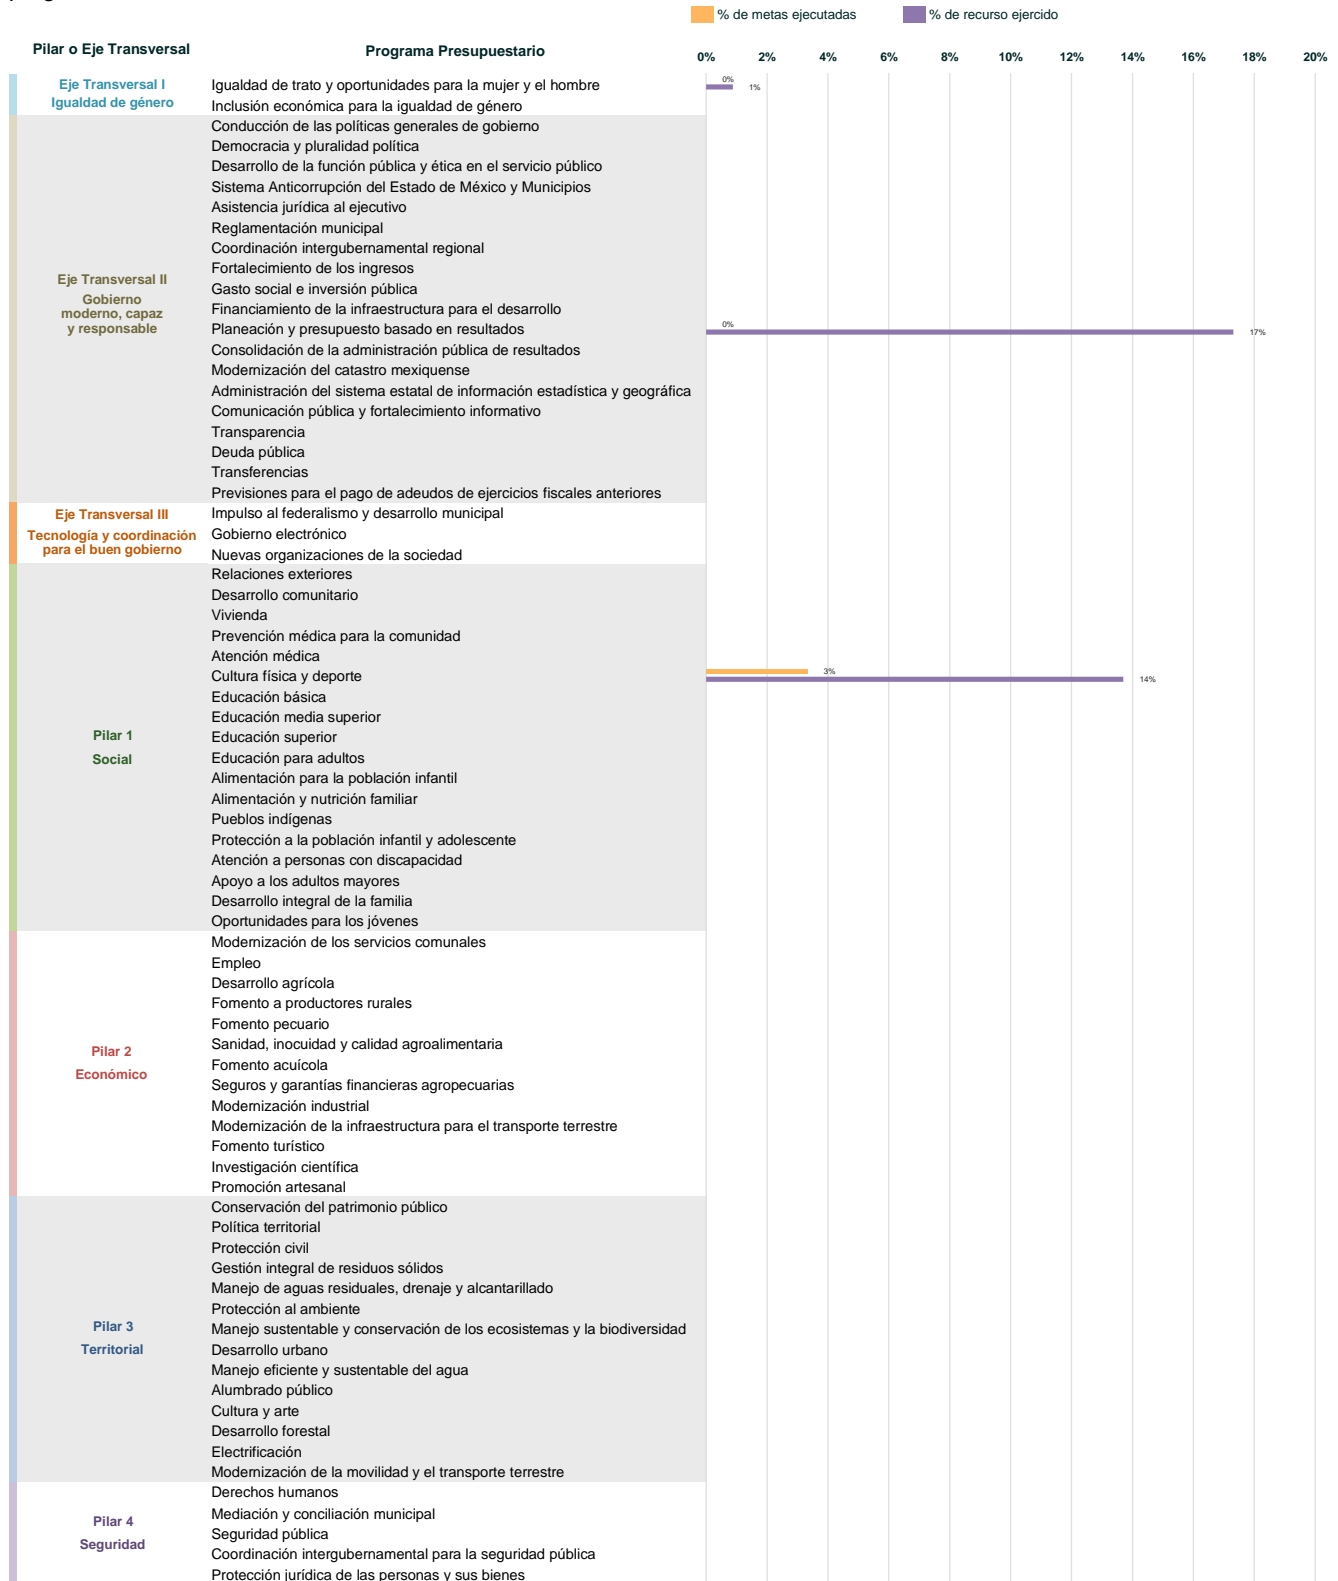 % de metas ejecutadas % de recurso ejercido
Pilar o Eje Transversal Programa Presupuestario 0% 2% 4% 6% 8% 10% 12% 14% 16% 18% 20%
Eje Transversal I
Igualdad de género
Igualdad de trato y oportunidades para la mujer y el hombre 0%
1%
Inclusión económica para la igualdad de género
Eje Transversal II
Gobierno
moderno, capaz
y responsable
Conducción de las políticas generales de gobierno
Democracia y pluralidad política
Desarrollo de la función pública y ética en el servicio público
Sistema Anticorrupción del Estado de México y Municipios
Asistencia jurídica al ejecutivo
Reglamentación municipal
Coordinación intergubernamental regional
Fortalecimiento de los ingresos
Gasto social e inversión pública
Financiamiento de la infraestructura para el desarrollo
Planeación y presupuesto basado en resultados 0%
17%
Consolidación de la administración pública de resultados
Modernización del catastro mexiquense
Administración del sistema estatal de información estadística y geográfica
Comunicación pública y fortalecimiento informativo
Transparencia
Deuda pública
Transferencias
Previsiones para el pago de adeudos de ejercicios fiscales anteriores
Eje Transversal III
Tecnología y coordinación
para el buen gobierno
Impulso al federalismo y desarrollo municipal
Gobierno electrónico
Nuevas organizaciones de la sociedad
Pilar 1
Social
Relaciones exteriores
Desarrollo comunitario
Vivienda
Prevención médica para la comunidad
Atención médica
Cultura física y deporte 3%
14%
Educación básica
Educación media superior
Educación superior
Educación para adultos
Alimentación para la población infantil
Alimentación y nutrición familiar
Pueblos indígenas
Protección a la población infantil y adolescente
Atención a personas con discapacidad
Apoyo a los adultos mayores
Desarrollo integral de la familia
Oportunidades para los jóvenes
Pilar 2
Económico
Modernización de los servicios comunales
Empleo
Desarrollo agrícola
Fomento a productores rurales
Fomento pecuario
Sanidad, inocuidad y calidad agroalimentaria
Fomento acuícola
Seguros y garantías financieras agropecuarias
Modernización industrial
Modernización de la infraestructura para el transporte terrestre
Fomento turístico
Investigación científica
Promoción artesanal
Pilar 3
Territorial
Conservación del patrimonio público
Política territorial
Protección civil
Gestión integral de residuos sólidos
Manejo de aguas residuales, drenaje y alcantarillado
Protección al ambiente
Manejo sustentable y conservación de los ecosistemas y la biodiversidad
Desarrollo urbano
Manejo eficiente y sustentable del agua
Alumbrado público
Cultura y arte
Desarrollo forestal
Electrificación
Modernización de la movilidad y el transporte terrestre
Pilar 4
Seguridad
Derechos humanos
Mediación y conciliación municipal
Seguridad pública
Coordinación intergubernamental para la seguridad pública
Protección jurídica de las personas y sus bienes